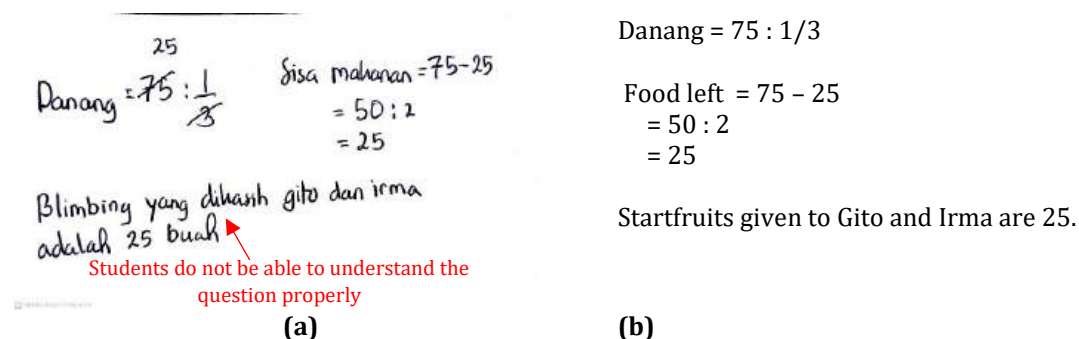 25
Danang = 75 : 1/3
Sisa makanan = 75-25
= 50 : 2
= 25
Blimbing yang dikasih gito dan irma
adalah 25 buah
Students do not be able to understand the
question properly
(a)
Danang = 75 : 1/3
Food left = 75 – 25
= 50 : 2
= 25
Startfruits given to Gito and Irma are 25.
(b)